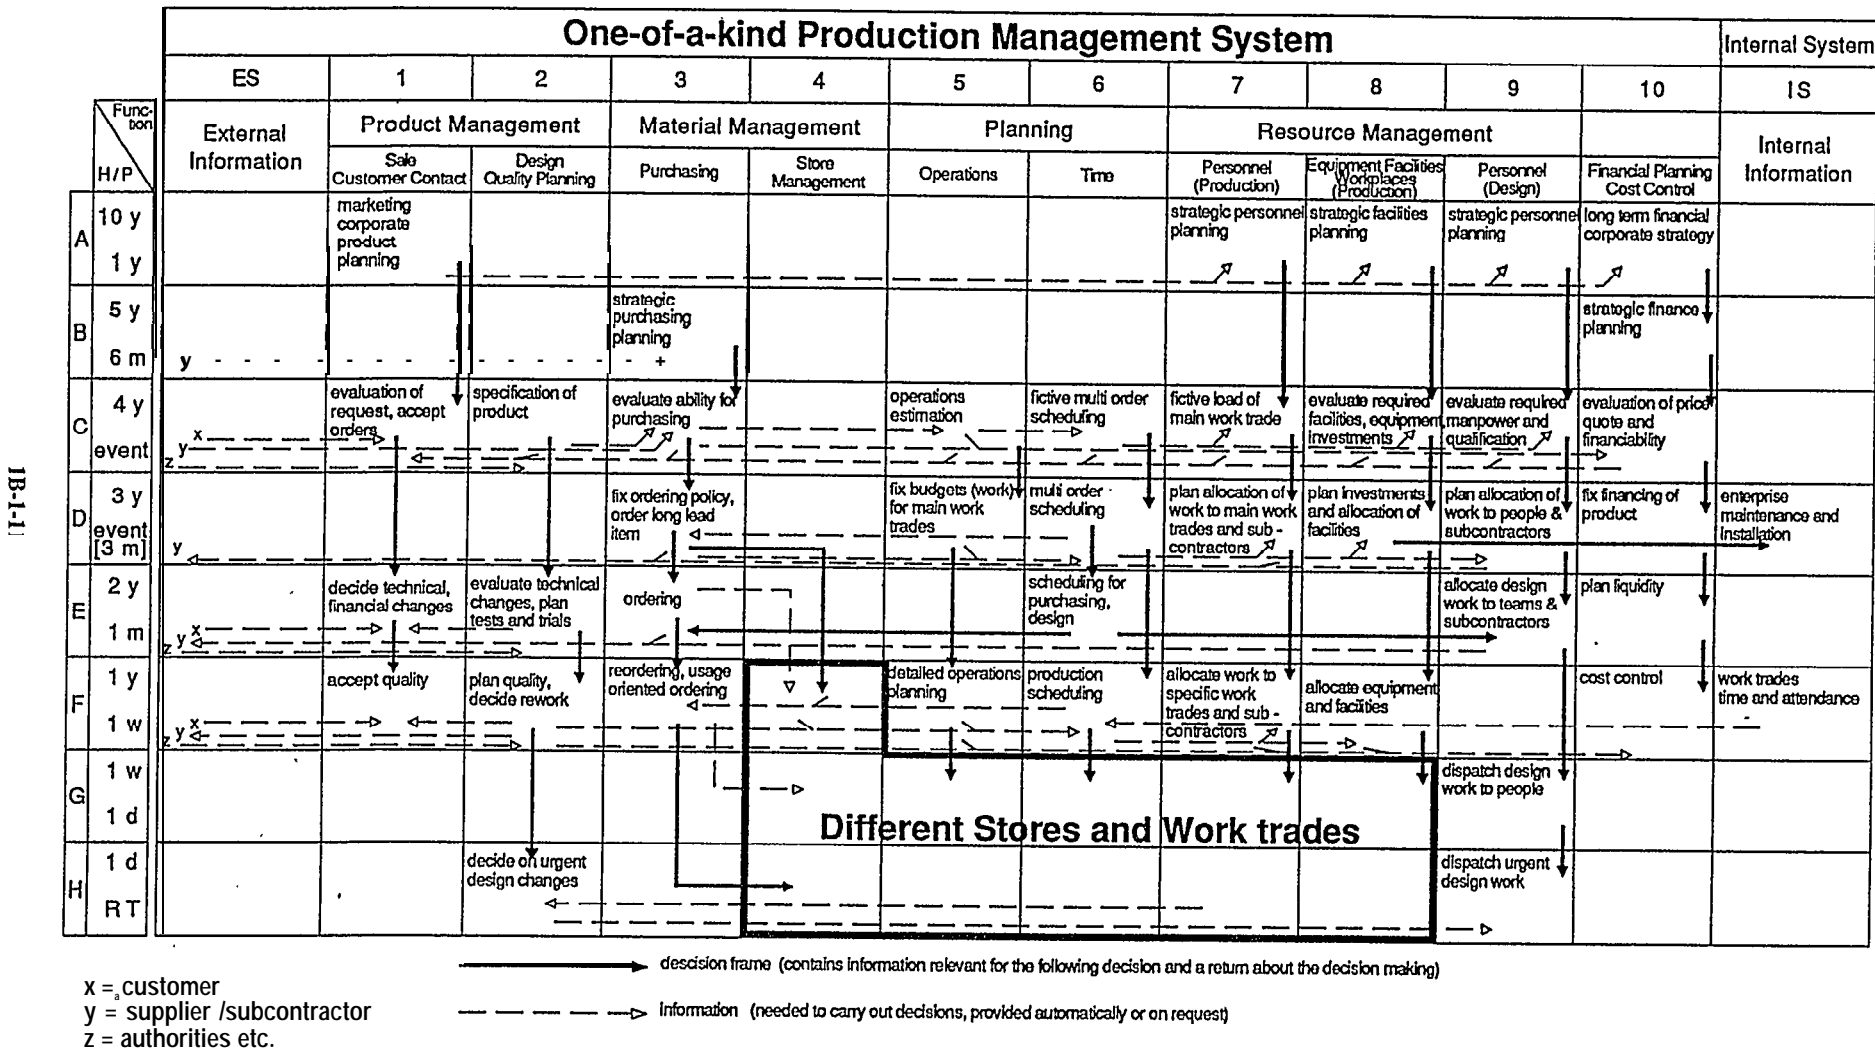 One-of-a-kind Production Management System
Internal System
ES 1 2 3 4 5 6 7 8 9 10 IS
Func-
tion
H/P
External
Information
Product Management
Material Management
Planning
Resource Management
Internal
Information
Sale
Customer Contact
Design
Quality Planning
Purchasing
Store
Management
Operations
Time
Personnel
(Production)
Equipment Facilities
Workplaces
(Production)
Personnel
(Design)
Financial Planning
Cost Control
A
10 y
1 y
marketing
corporate
product
planning
strategic personnel
planning
strategic facilities
planning
strategic personnel
planning
long term financial
corporate strategy
B
5 y
6 m
y
strategic
purchasing
planning
+
strategic finance
planning
C
4 y
event
x
y
z
evaluation of
request, accept
orders
specification of
product
evaluate ability for
purchasing
operations
estimation
fictive multi order
scheduling
fictive load of
main work trade
evaluate required
facilities, equipment,
investments
evaluate required
manpower and
qualification
evaluation of price
quote and
financiability
D
3 y
event
[3 m]
y
fix ordering policy,
order long lead
item
fix budgets (work)
for main work
trades
multi order
scheduling
plan allocation of
work to main work
trades and sub-
contractors
plan investments
and allocation of
facilities
plan allocation of
work to people &
subcontractors
fix financing of
product
enterprise
maintenance and
installation
E
2 y
1 m
x
y
z
decide technical,
financial changes
evaluate technical
changes, plan
tests and trials
ordering
scheduling for
purchasing,
design
allocate design
work to teams &
subcontractors
plan liquidity
F
1 y
1 w
x
y
z
accept quality
plan quality,
decide rework
reordering, usage
oriented ordering
detailed operations
planning
production
scheduling
allocate work to
specific work
trades and sub -
contractors
allocate equipment
and facilities
cost control
work trades
time and attendance
G
1 w
1 d
dispatch design
work to people
Different Stores and Work trades
H
1 d
RT
decide on urgent
design changes
dispatch urgent
design work
1B-1-11
descision frame (contains information relevant for the following decision and a return about the decision making)
x = customer
y = supplier /subcontractor
z = authorities etc.
information (needed to carry out decisions, provided automatically or on request)